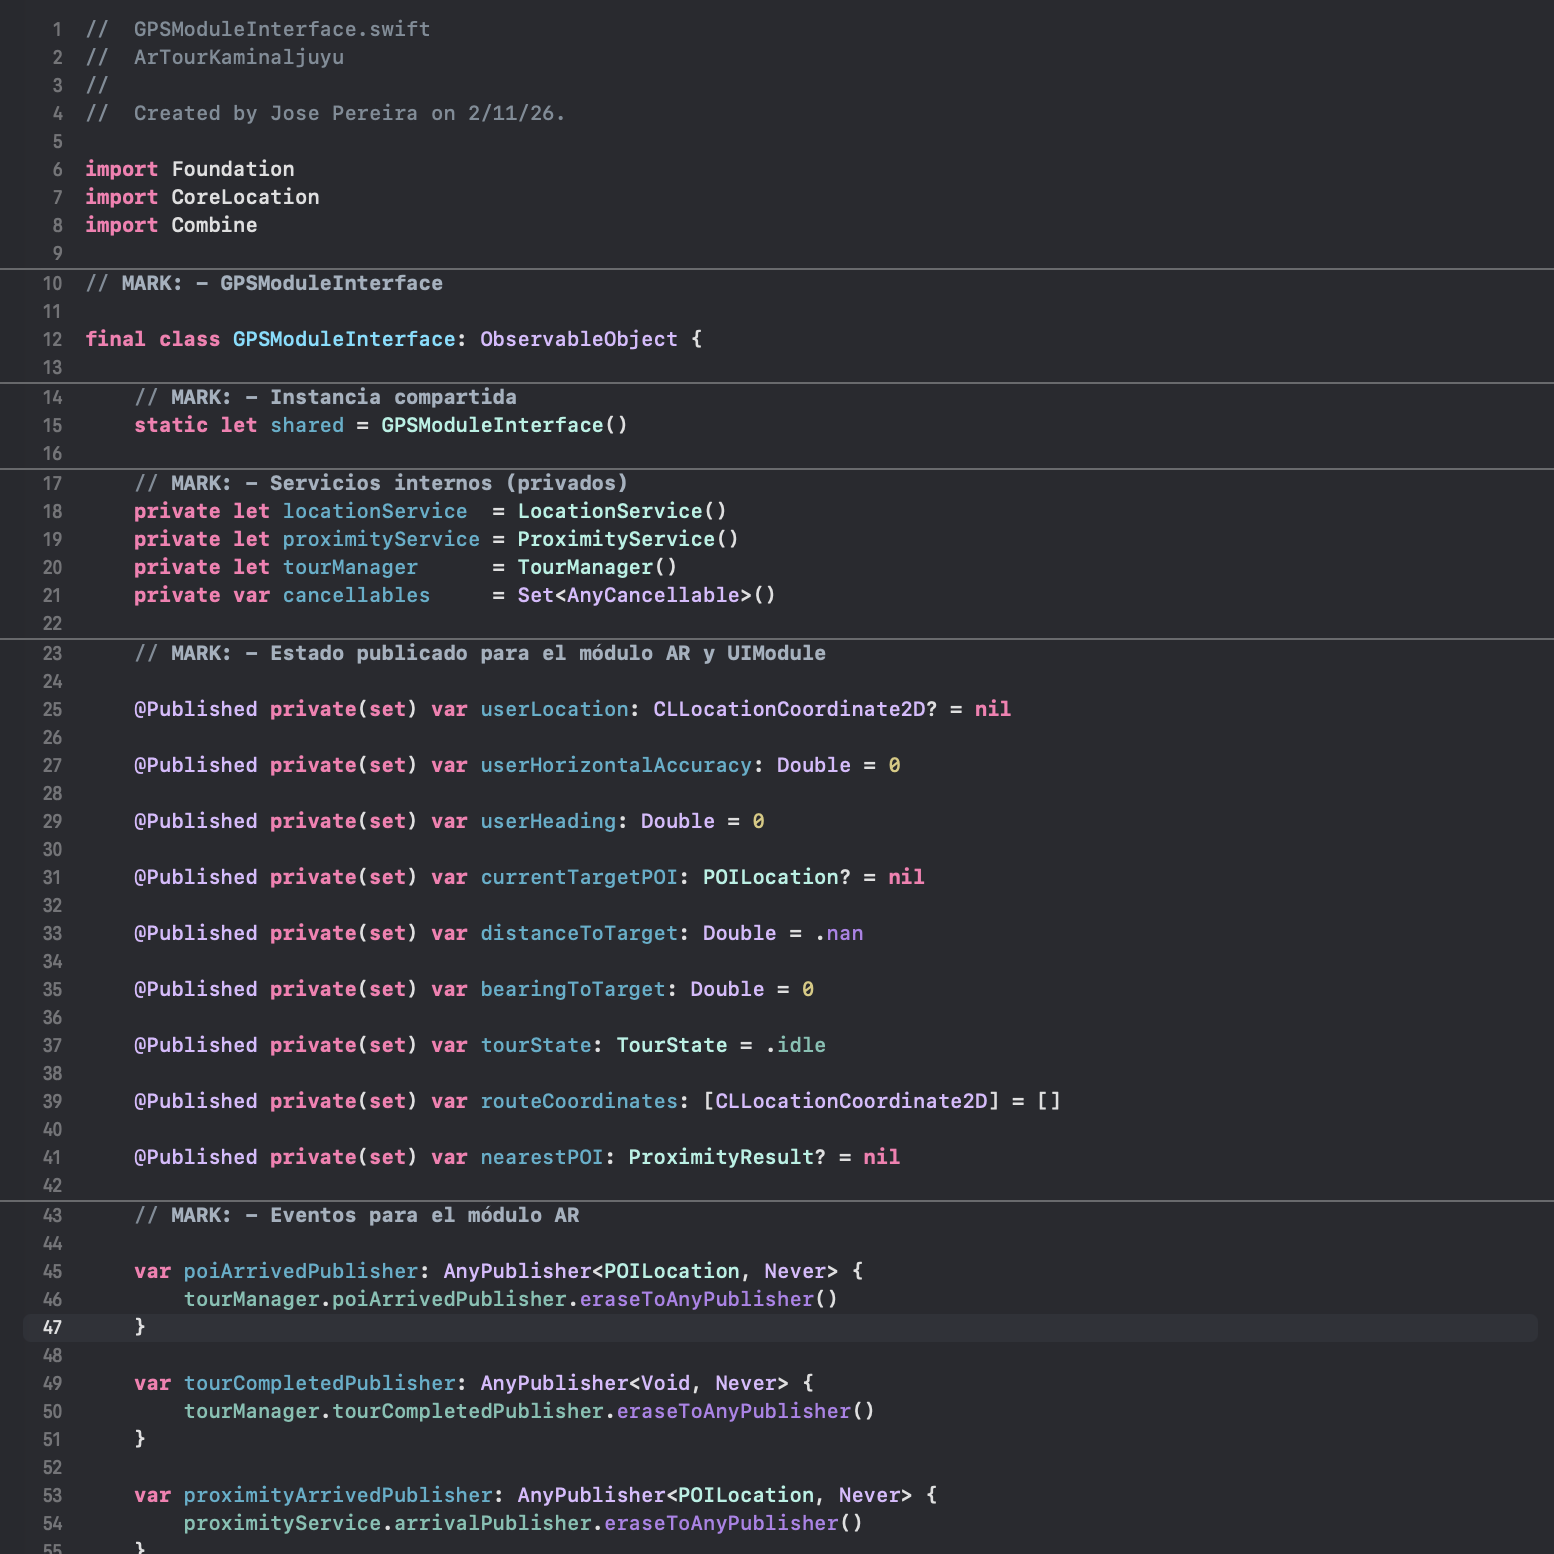 1 //  GPSModuleInterface.swift
2 //  ArTourKaminaljuyu
3 //
4 //  Created by Jose Pereira on 2/11/26.
5
6 import Foundation
7 import CoreLocation
8 import Combine
9
10 // MARK: - GPSModuleInterface
11
12 final class GPSModuleInterface: ObservableObject {
13
14     // MARK: - Instancia compartida
15     static let shared = GPSModuleInterface()
16
17     // MARK: - Servicios internos (privados)
18     private let locationService  = LocationService()
19     private let proximityService = ProximityService()
20     private let tourManager      = TourManager()
21     private var cancellables     = Set<AnyCancellable>()
22
23     // MARK: - Estado publicado para el módulo AR y UIModule
24
25     @Published private(set) var userLocation: CLLocationCoordinate2D? = nil
26
27     @Published private(set) var userHorizontalAccuracy: Double = 0
28
29     @Published private(set) var userHeading: Double = 0
30
31     @Published private(set) var currentTargetPOI: POILocation? = nil
32
33     @Published private(set) var distanceToTarget: Double = .nan
34
35     @Published private(set) var bearingToTarget: Double = 0
36
37     @Published private(set) var tourState: TourState = .idle
38
39     @Published private(set) var routeCoordinates: [CLLocationCoordinate2D] = []
40
41     @Published private(set) var nearestPOI: ProximityResult? = nil
42
43     // MARK: - Eventos para el módulo AR
44
45     var poiArrivedPublisher: AnyPublisher<POILocation, Never> {
46         tourManager.poiArrivedPublisher.eraseToAnyPublisher()
47     }
48
49     var tourCompletedPublisher: AnyPublisher<Void, Never> {
50         tourManager.tourCompletedPublisher.eraseToAnyPublisher()
51     }
52
53     var proximityArrivedPublisher: AnyPublisher<POILocation, Never> {
54         proximityService.arrivalPublisher.eraseToAnyPublisher()
55     }